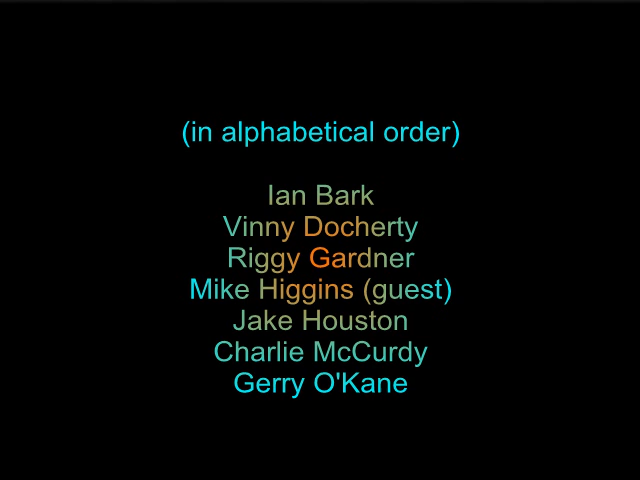 (in alphabetical order)
Ian Bark
Vinny Docherty
Riggy Gardner
Mike Higgins (guest)
Jake Houston
Charlie McCurdy
Gerry O'Kane